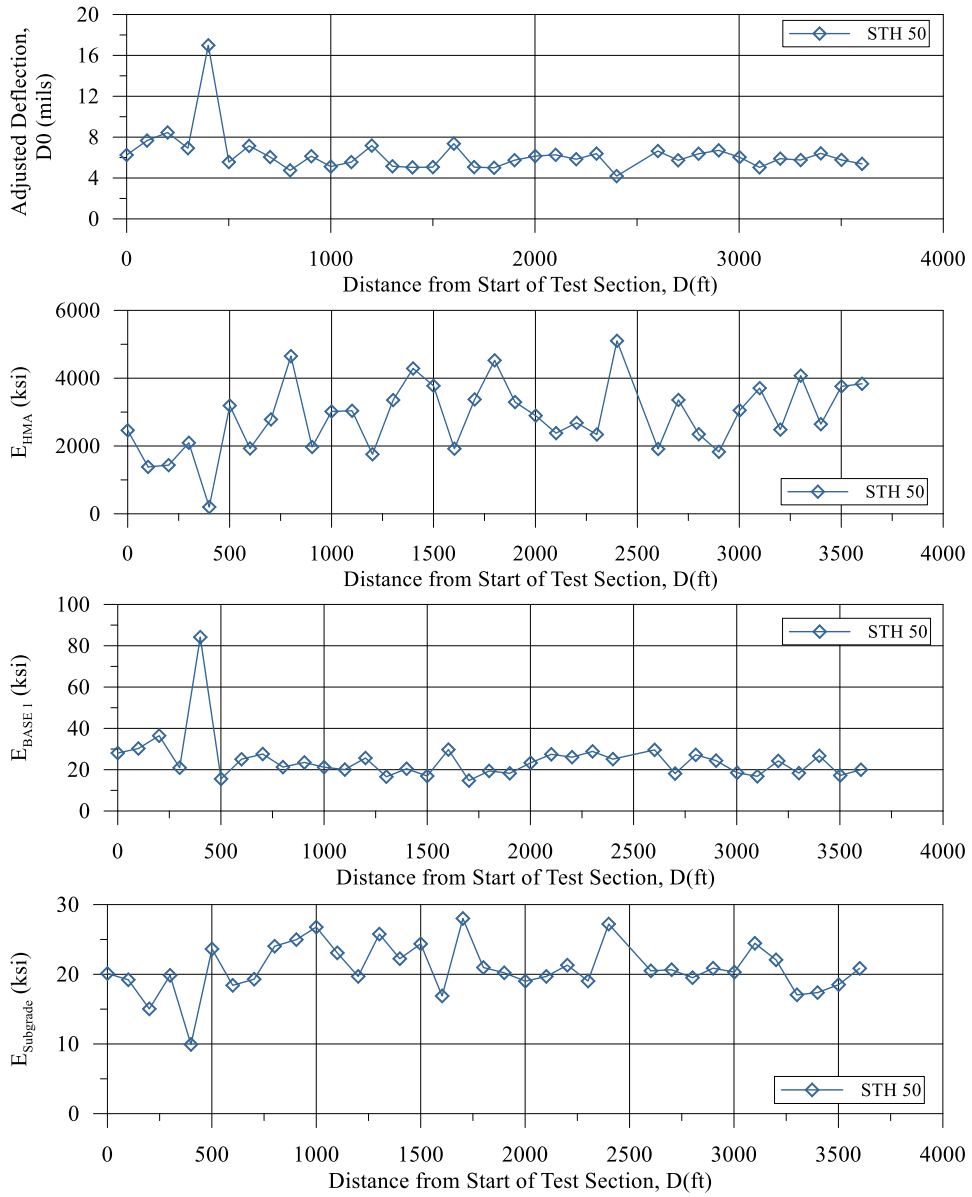 Adjusted Deflection,
D0 (mils)
20
16
12
8
4
0
STH 50
0 1000 2000 3000 4000
Distance from Start of Test Section, D(ft)
E_HMA (ksi)
6000
4000
2000
0
STH 50
0 500 1000 1500 2000 2500 3000 3500 4000
Distance from Start of Test Section, D(ft)
E_BASE 1 (ksi)
100
80
60
40
20
0
STH 50
0 500 1000 1500 2000 2500 3000 3500 4000
Distance from Start of Test Section, D(ft)
E_Subgrade (ksi)
30
20
10
0
STH 50
0 500 1000 1500 2000 2500 3000 3500 4000
Distance from Start of Test Section, D(ft)